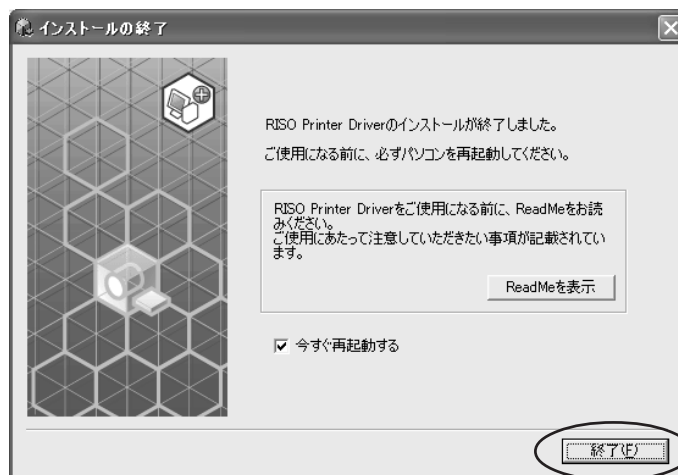 インストールの終了
RISO Printer Driverのインストールが終了しました。
ご使用になる前に、必ずパソコンを再起動してください。
RISO Printer Driverをご使用になる前に、ReadMeをお読
みください。
ご使用にあたって注意していただきたい事項が記載されてい
ます。
ReadMeを表示
今すぐ再起動する
終了(F)